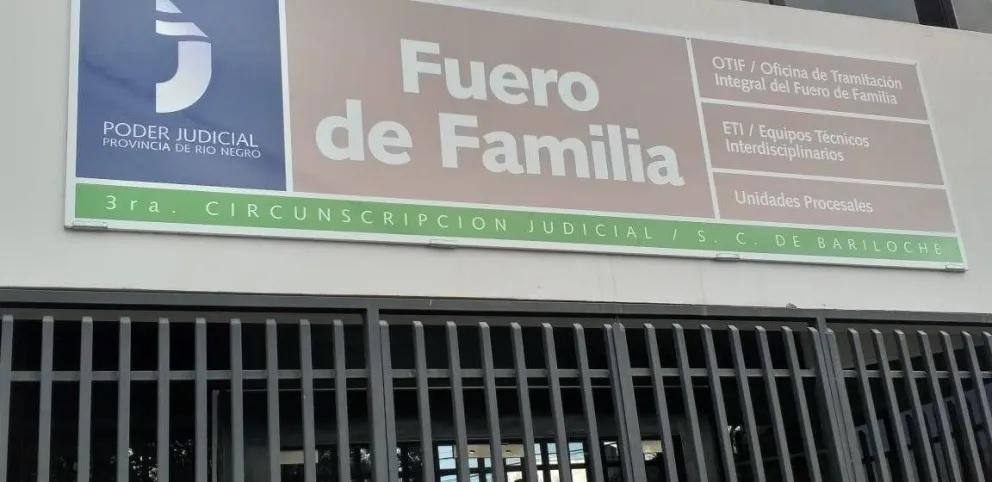 PODER JUDICIAL
PROVINCIA DE RIO NEGRO
Fuero
de Familia
OTIF / Oficina de Tramitación
Integral del Fuero de Familia
ETI / Equipos Técnicos
Interdisciplinarios
Unidades Procesales
3ra. CIRCUNSCRIPCION JUDICIAL / S. C. DE BARILOCHE